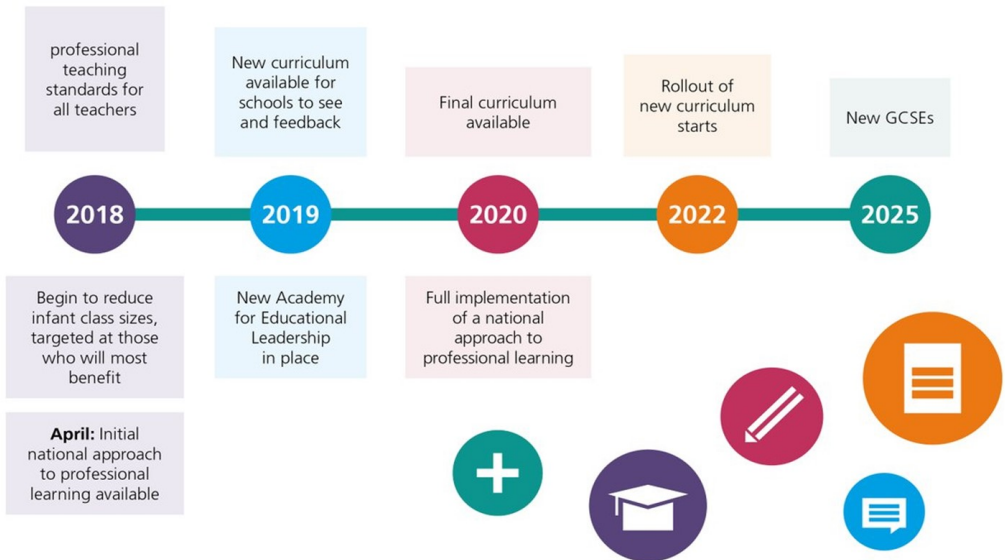 professional
teaching
standards for
all teachers
New curriculum
available for
schools to see
and feedback
Final curriculum
available
Rollout of
new curriculum
starts
New GCSEs
2018
2019
2020
2022
2025
Begin to reduce
infant class sizes,
targeted at those
who will most
benefit
New Academy
for Educational
Leadership
in place
Full implementation
of a national
approach to
professional learning
April: Initial
national approach
to professional
learning available